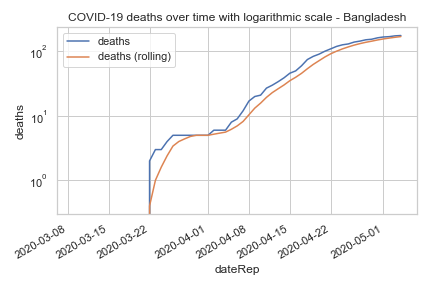 COVID-19 deaths over time with logarithmic scale - Bangladesh
deaths
deaths (rolling)
10²
10¹
10⁰
deaths
2020-03-08
2020-03-15
2020-03-22
2020-04-01
2020-04-08
2020-04-15
2020-04-22
2020-05-01
dateRep